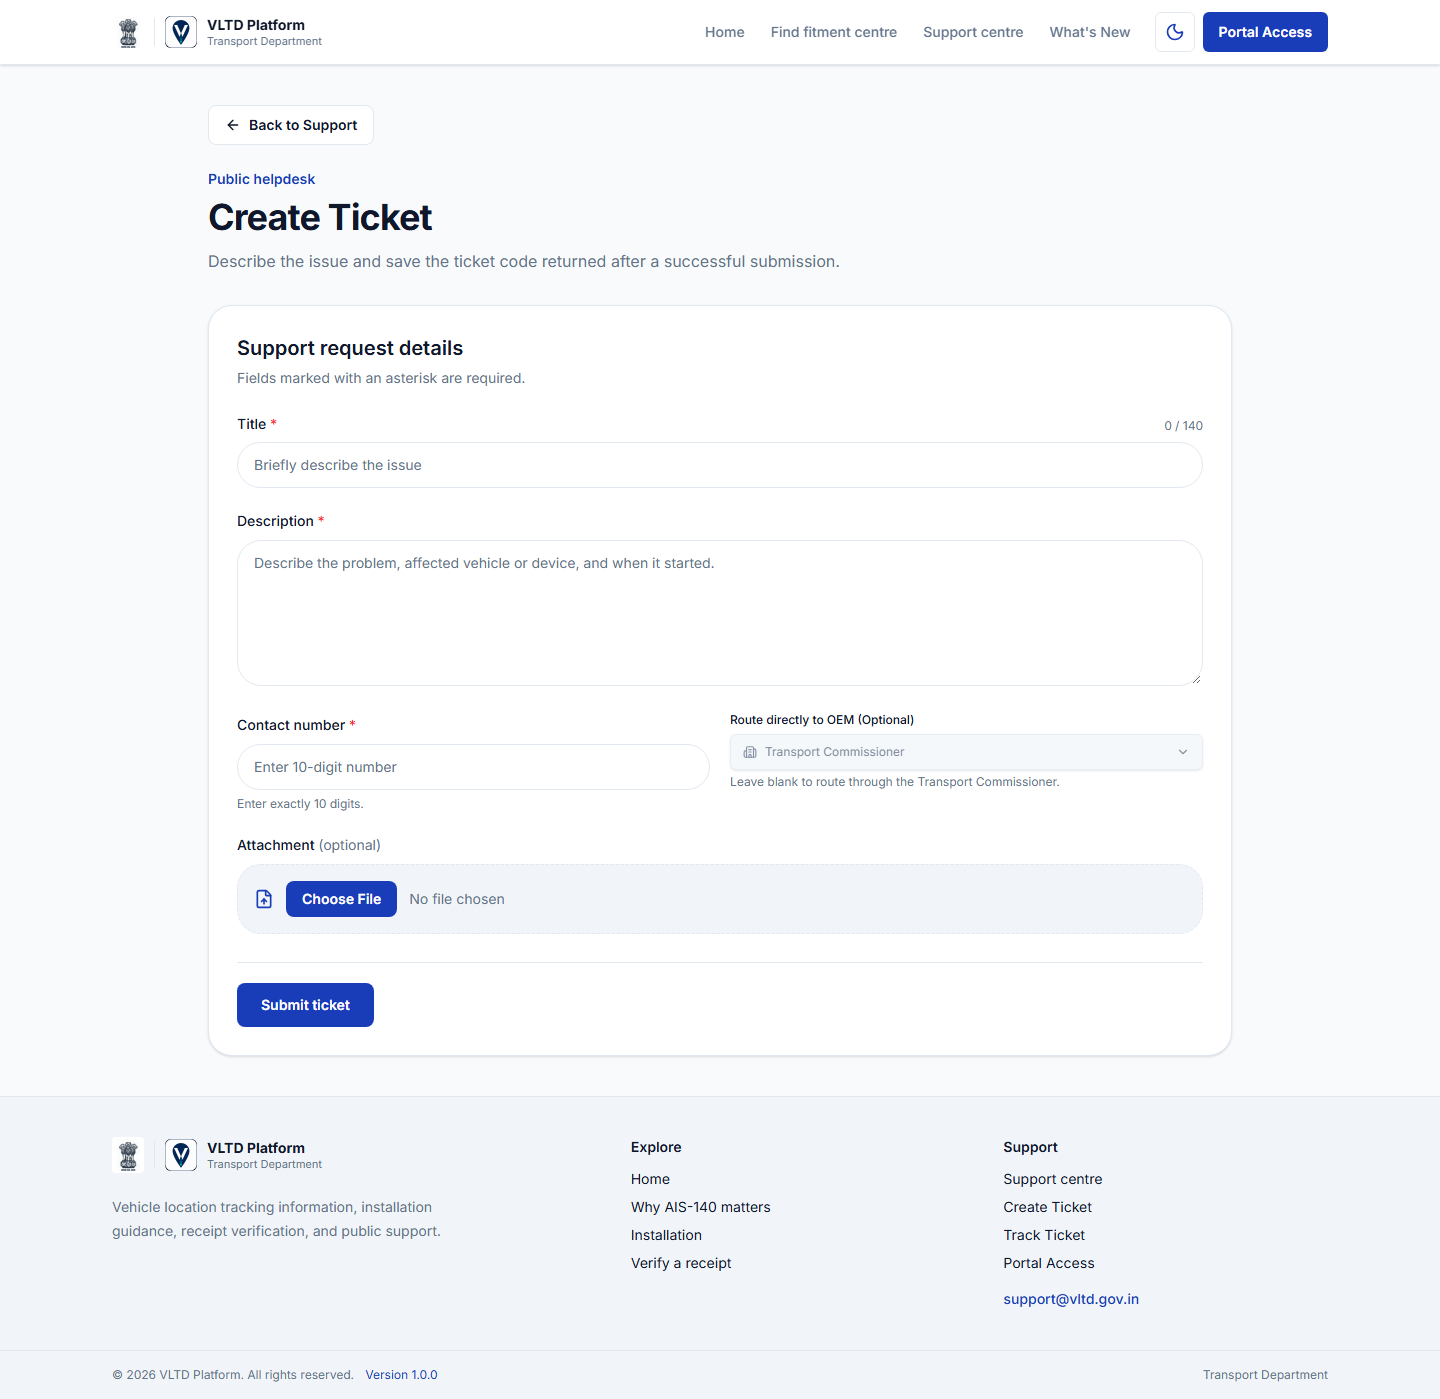 VLTD Platform
Transport Department
Home
Find fitment centre
Support centre
What's New
Portal Access
Back to Support
Public helpdesk
Create Ticket
Describe the issue and save the ticket code returned after a successful submission.
Support request details
Fields marked with an asterisk are required.
Title *
0 / 140
Briefly describe the issue
Description *
Describe the problem, affected vehicle or device, and when it started.
Contact number *
Enter 10-digit number
Enter exactly 10 digits.
Route directly to OEM (Optional)
Transport Commissioner
Leave blank to route through the Transport Commissioner.
Attachment (optional)
Choose File
No file chosen
Submit ticket
VLTD Platform
Transport Department
Vehicle location tracking information, installation
guidance, receipt verification, and public support.
Explore
Home
Why AIS-140 matters
Installation
Verify a receipt
Support
Support centre
Create Ticket
Track Ticket
Portal Access
support@vltd.gov.in
© 2026 VLTD Platform. All rights reserved.
Version 1.0.0
Transport Department